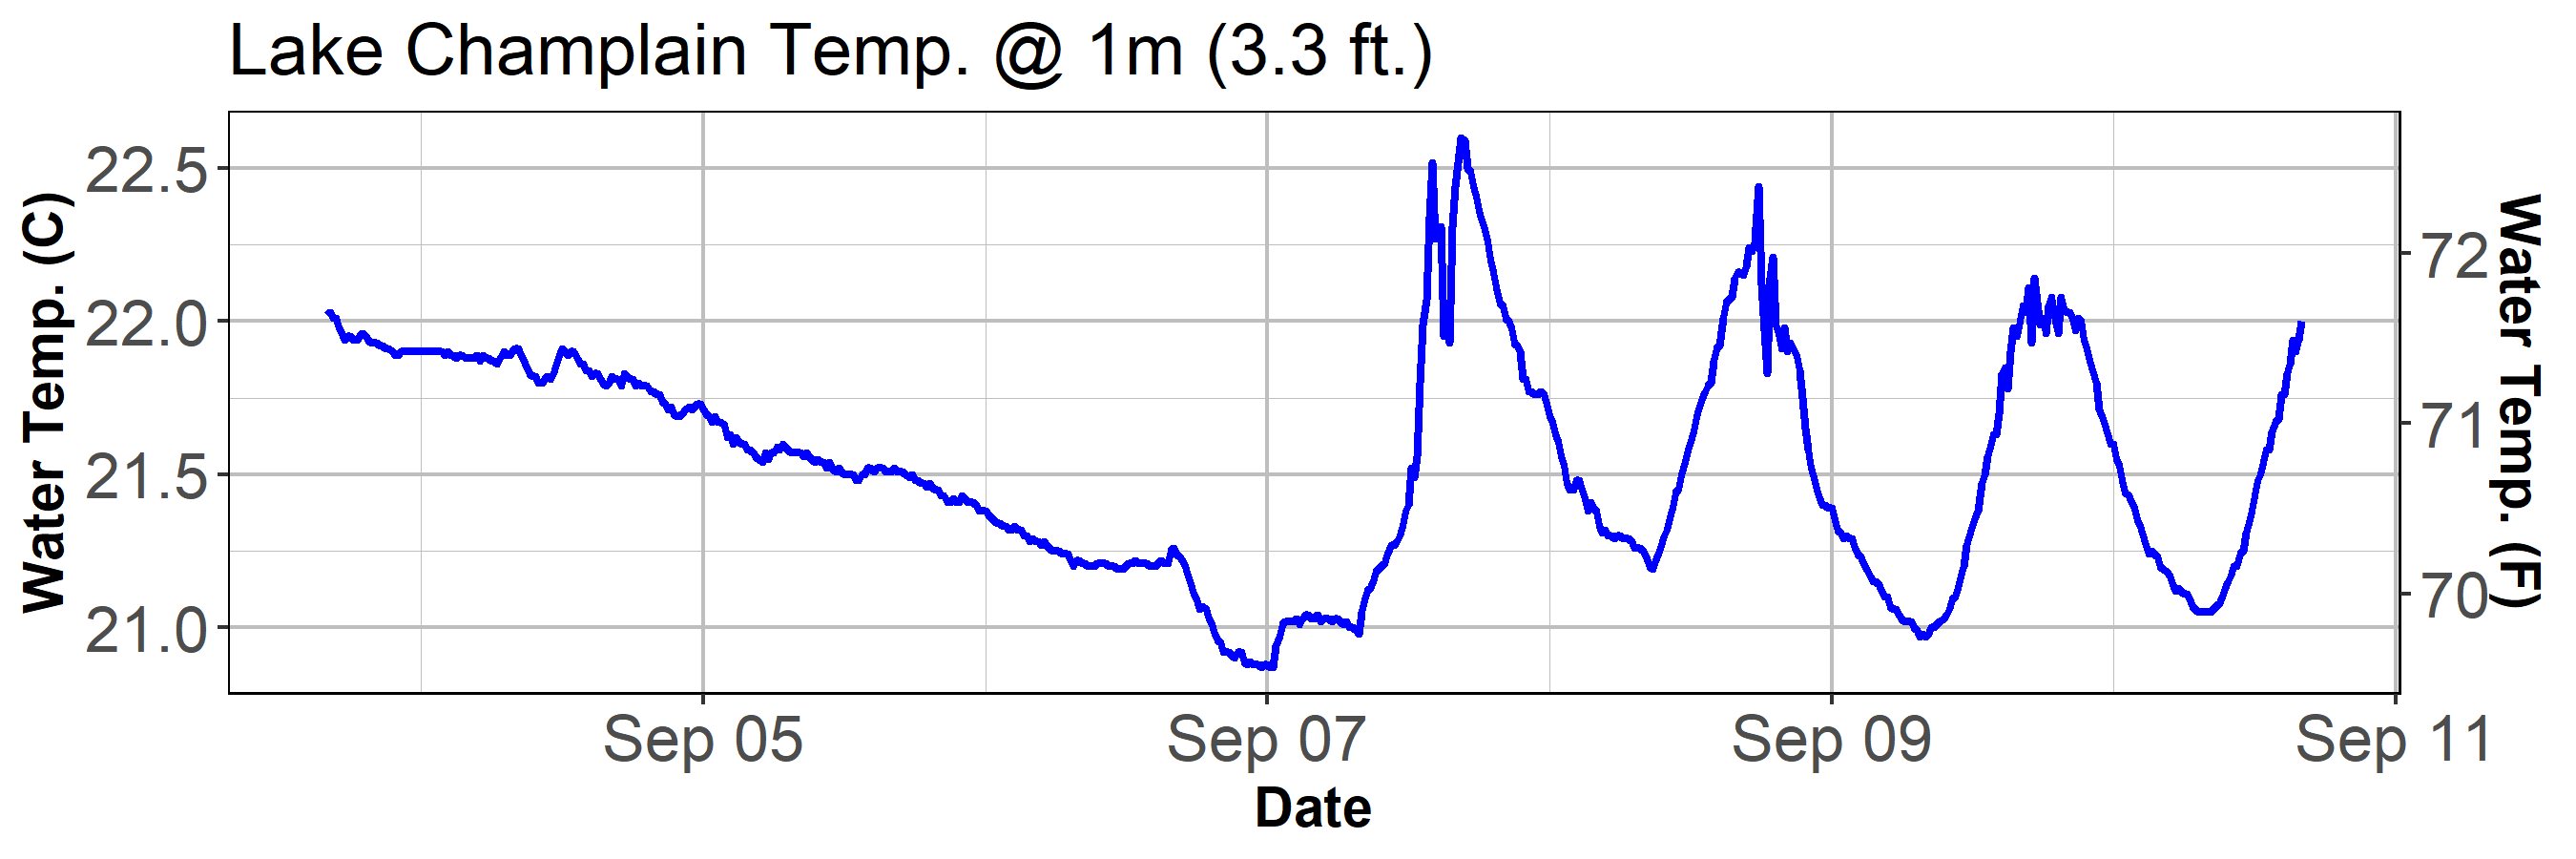 Lake Champlain Temp. @ 1m (3.3 ft.)
Water Temp. (C)
22.5
22.0
21.5
21.0
72
71
70
Water Temp. (F)
Sep 05
Sep 07
Sep 09
Sep 11
Date